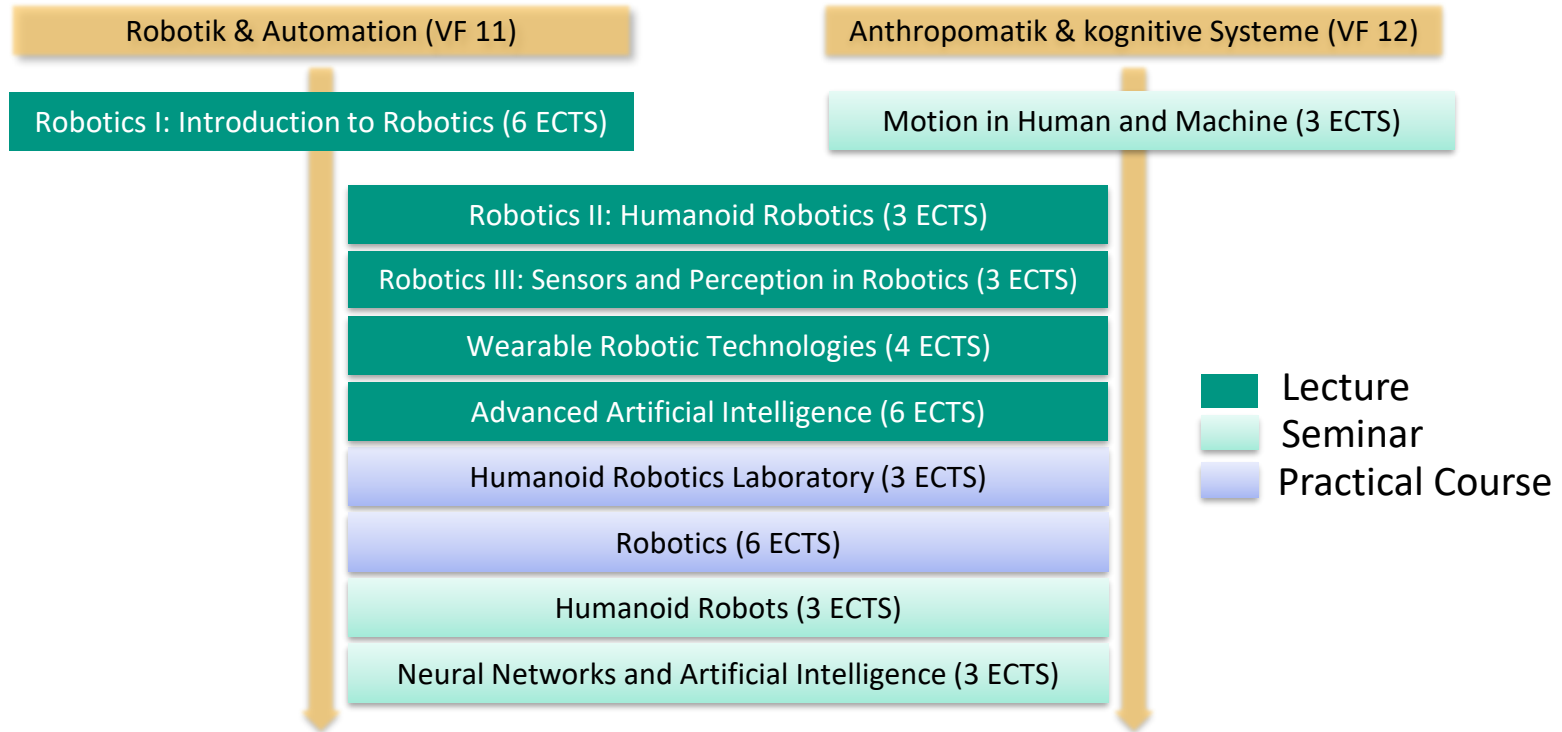 Robotik & Automation (VF 11)
Anthropomatik & kognitive Systeme (VF 12)
Robotics I: Introduction to Robotics (6 ECTS)
Motion in Human and Machine (3 ECTS)
Robotics II: Humanoid Robotics (3 ECTS)
Robotics III: Sensors and Perception in Robotics (3 ECTS)
Wearable Robotic Technologies (4 ECTS)
Advanced Artificial Intelligence (6 ECTS)
Humanoid Robotics Laboratory (3 ECTS)
Robotics (6 ECTS)
Humanoid Robots (3 ECTS)
Neural Networks and Artificial Intelligence (3 ECTS)
Lecture
Seminar
Practical Course